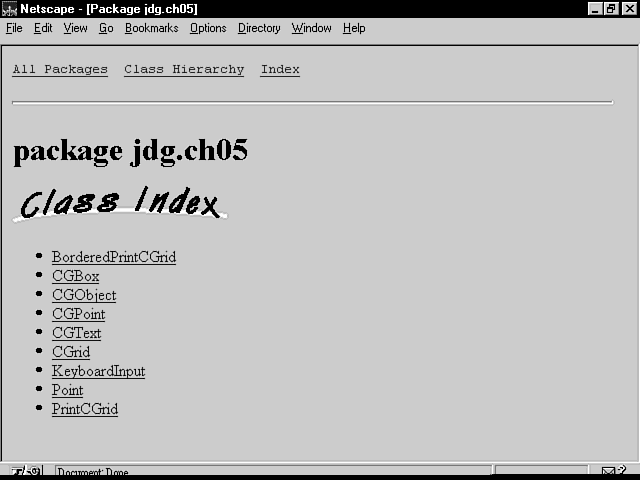 Netscape - [Package jdg.ch05]
File Edit View Go Bookmarks Options Directory Window Help
All Packages Class Hierarchy Index
package jdg.ch05
Class Index
BorderedPrintCGrid
CGBox
CGObject
CGPoint
CGText
CGrid
KeyboardInput
Point
PrintCGrid
Document: Done